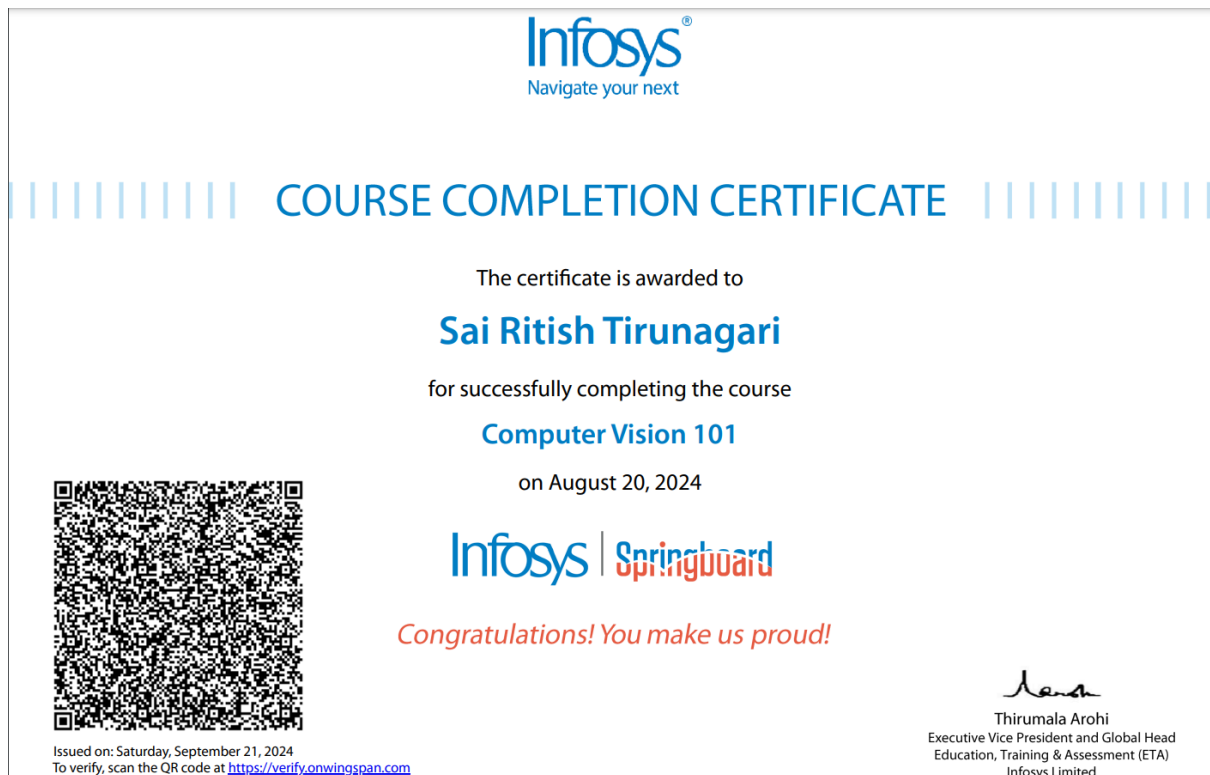 Infosys®
Navigate your next
COURSE COMPLETION CERTIFICATE
The certificate is awarded to
Sai Ritish Tirunagari
for successfully completing the course
Computer Vision 101
on August 20, 2024
Infosys | Springboard
Congratulations! You make us proud!
Issued on: Saturday, September 21, 2024
To verify, scan the QR code at https://verify.onwingspan.com
Thirumala Arohi
Executive Vice President and Global Head
Education, Training & Assessment (ETA)
Infosys Limited